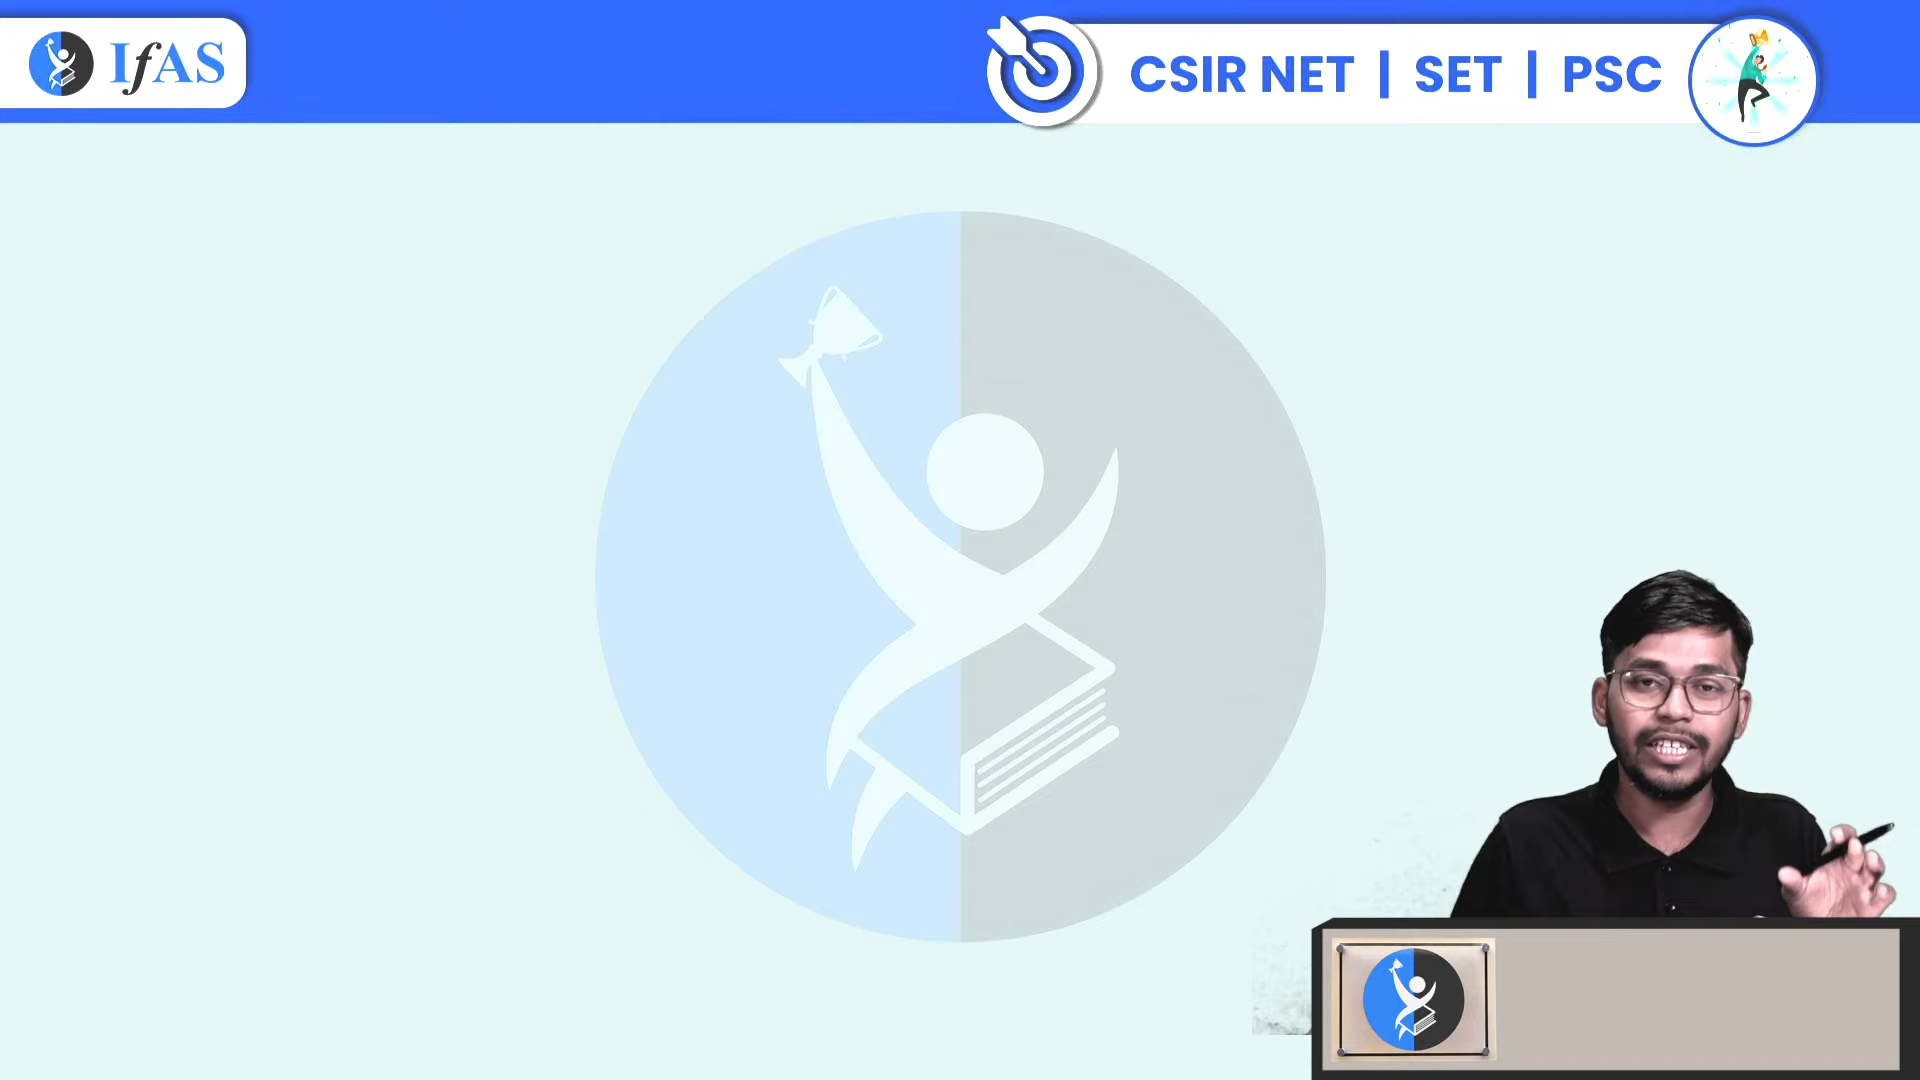 IfAS
CSIR NET | SET | PSC